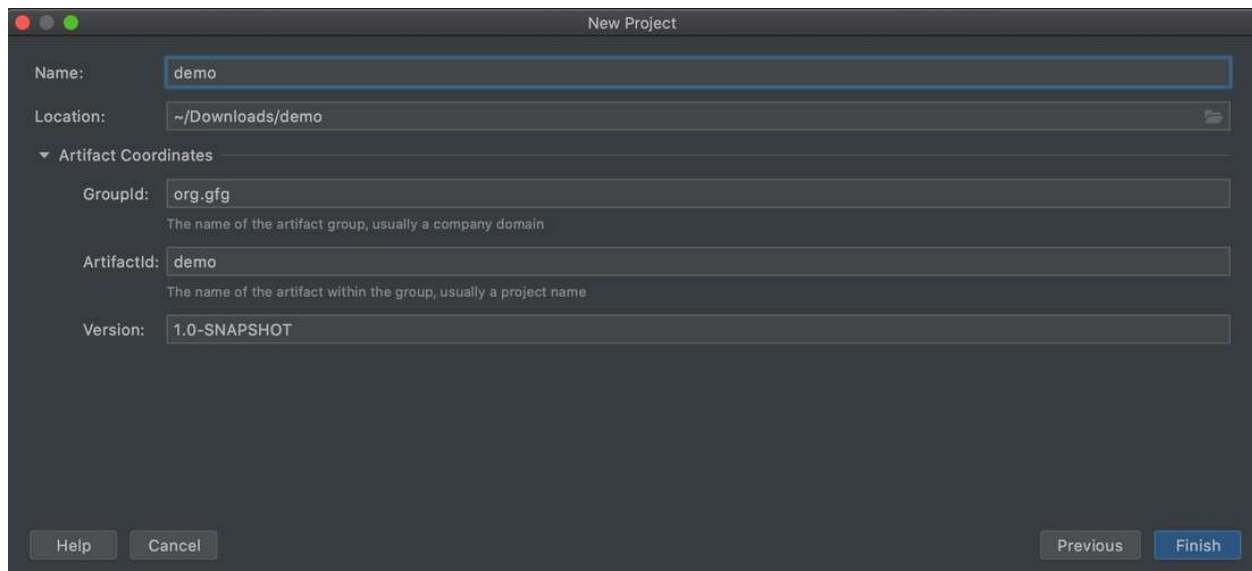 New Project
Name: demo
Location: ~/Downloads/demo
Artifact Coordinates
GroupId: org.gfg
The name of the artifact group, usually a company domain
ArtifactId: demo
The name of the artifact within the group, usually a project name
Version: 1.0-SNAPSHOT
Help Cancel Previous Finish